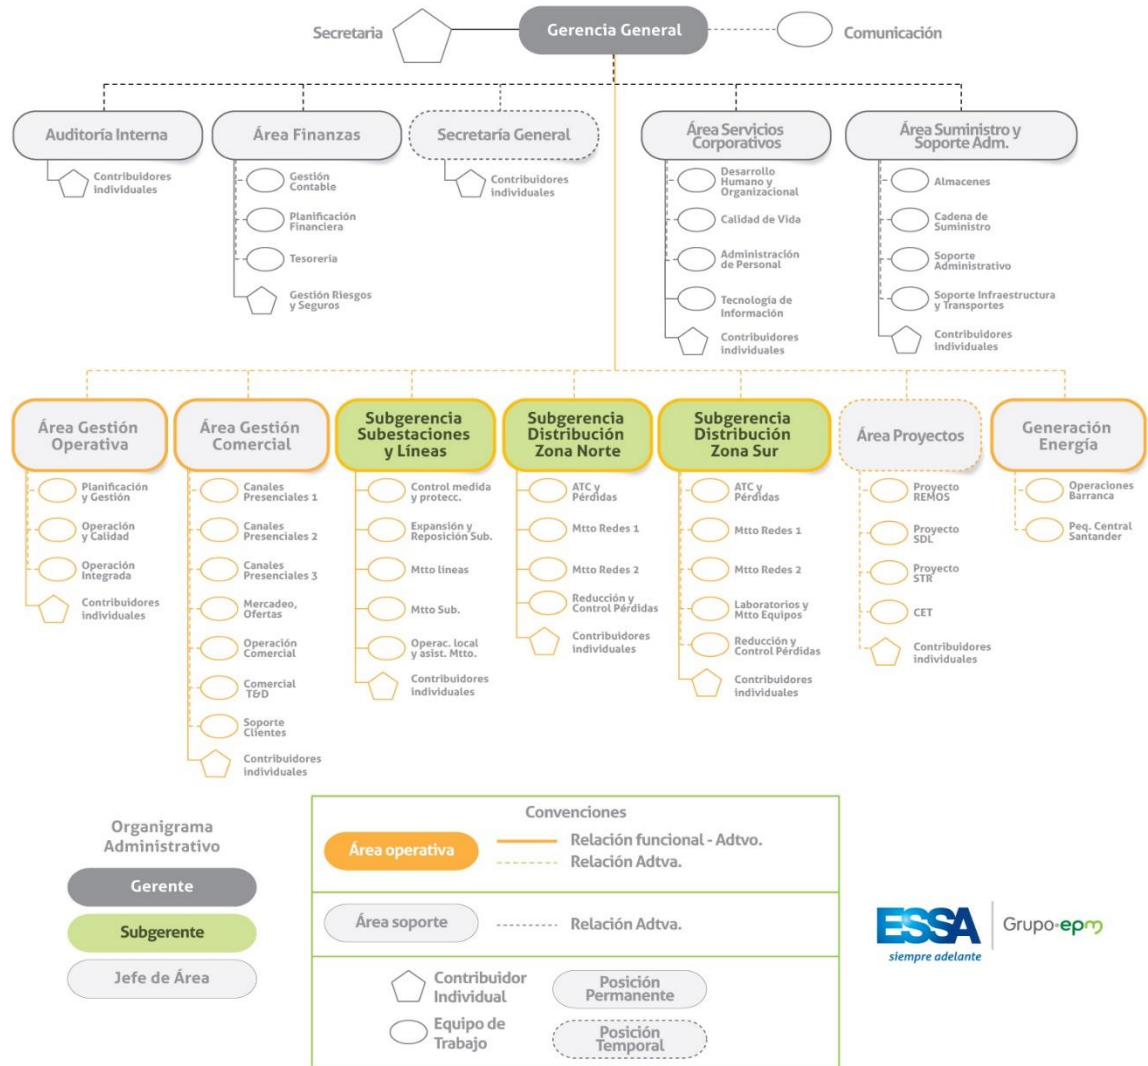 Secretaria
Gerencia General
Comunicación
Auditoría Interna
Contribuidores
individuales
Área Finanzas
Gestión
Contable
Planificación
Financiera
Tesorería
Gestión Riesgos
y Seguros
Secretaría General
Contribuidores
individuales
Área Servicios
Corporativos
Desarrollo
Humano y
Organizacional
Calidad de Vida
Administración
de Personal
Tecnología de
Información
Contribuidores
individuales
Área Suministro y
Soporte Adm.
Almacenes
Cadena de
Suministro
Soporte
Administrativo
Soporte Infraestructura
y Transportes
Contribuidores
individuales
Área Gestión
Operativa
Planificación
y Gestión
Operación
y Calidad
Operación
Integrada
Contribuidores
individuales
Área Gestión
Comercial
Canales
Presenciales 1
Canales
Presenciales 2
Canales
Presenciales 3
Mercadeo,
Ofertas
Operación
Comercial
Comercial
T&D
Soporte
Clientes
Contribuidores
individuales
Subgerencia
Subestaciones
y Líneas
Control medida
y protecc.
Expansión y
Reposición Sub.
Mtto líneas
Mtto Sub.
Operac. local
y asist. Mtto.
Contribuidores
individuales
Subgerencia
Distribución
Zona Norte
ATC y
Pérdidas
Mtto Redes 1
Mtto Redes 2
Reducción y
Control Pérdidas
Contribuidores
individuales
Subgerencia
Distribución
Zona Sur
ATC y
Pérdidas
Mtto Redes 1
Mtto Redes 2
Laboratorios y
Mtto Equipos
Reducción y
Control Pérdidas
Contribuidores
individuales
Área Proyectos
Proyecto
REMOS
Proyecto
SDL
Proyecto
STR
CET
Contribuidores
individuales
Generación
Energía
Operaciones
Barranca
Peq. Central
Santander
Organigrama
Administrativo
Gerente
Subgerente
Jefe de Área
Convenciones
Área operativa
Relación funcional - Adtvo.
Relación Adtva.
Área soporte
Relación Adtva.
Contribuidor
Individual
Equipo de
Trabajo
Posición
Permanente
Posición
Temporal
ESSA
siempre adelante
Grupo·epm